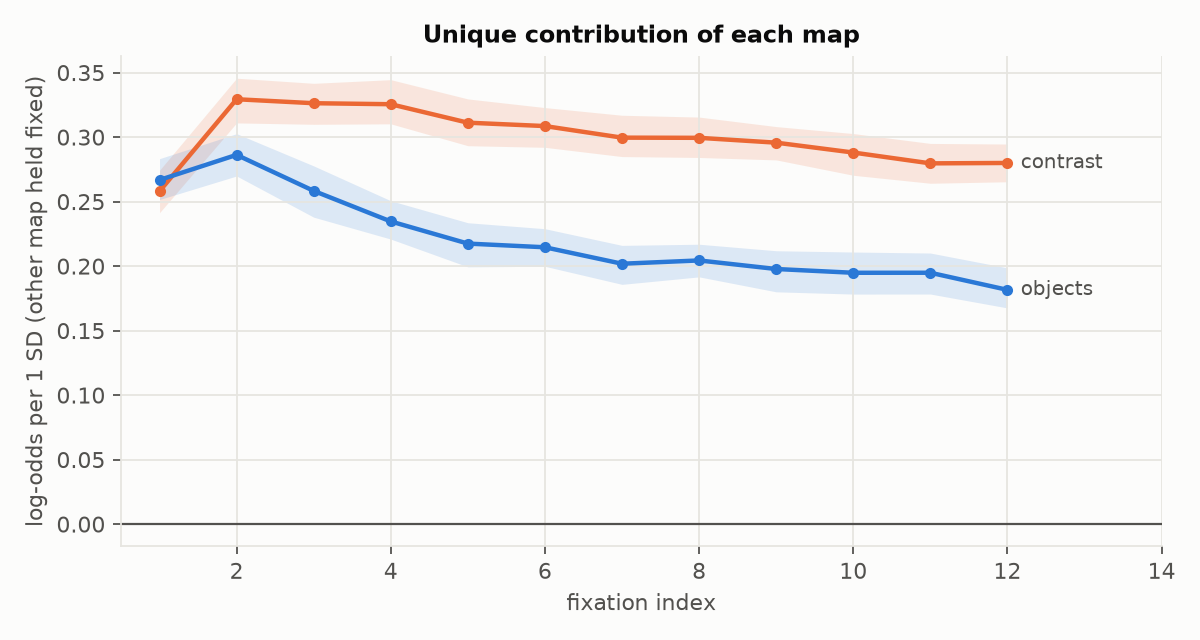 Unique contribution of each map
log-odds per 1 SD (other map held fixed)
0.35
0.30
0.25
0.20
0.15
0.10
0.05
0.00
contrast
objects
2 4 6 8 10 12 14
fixation index